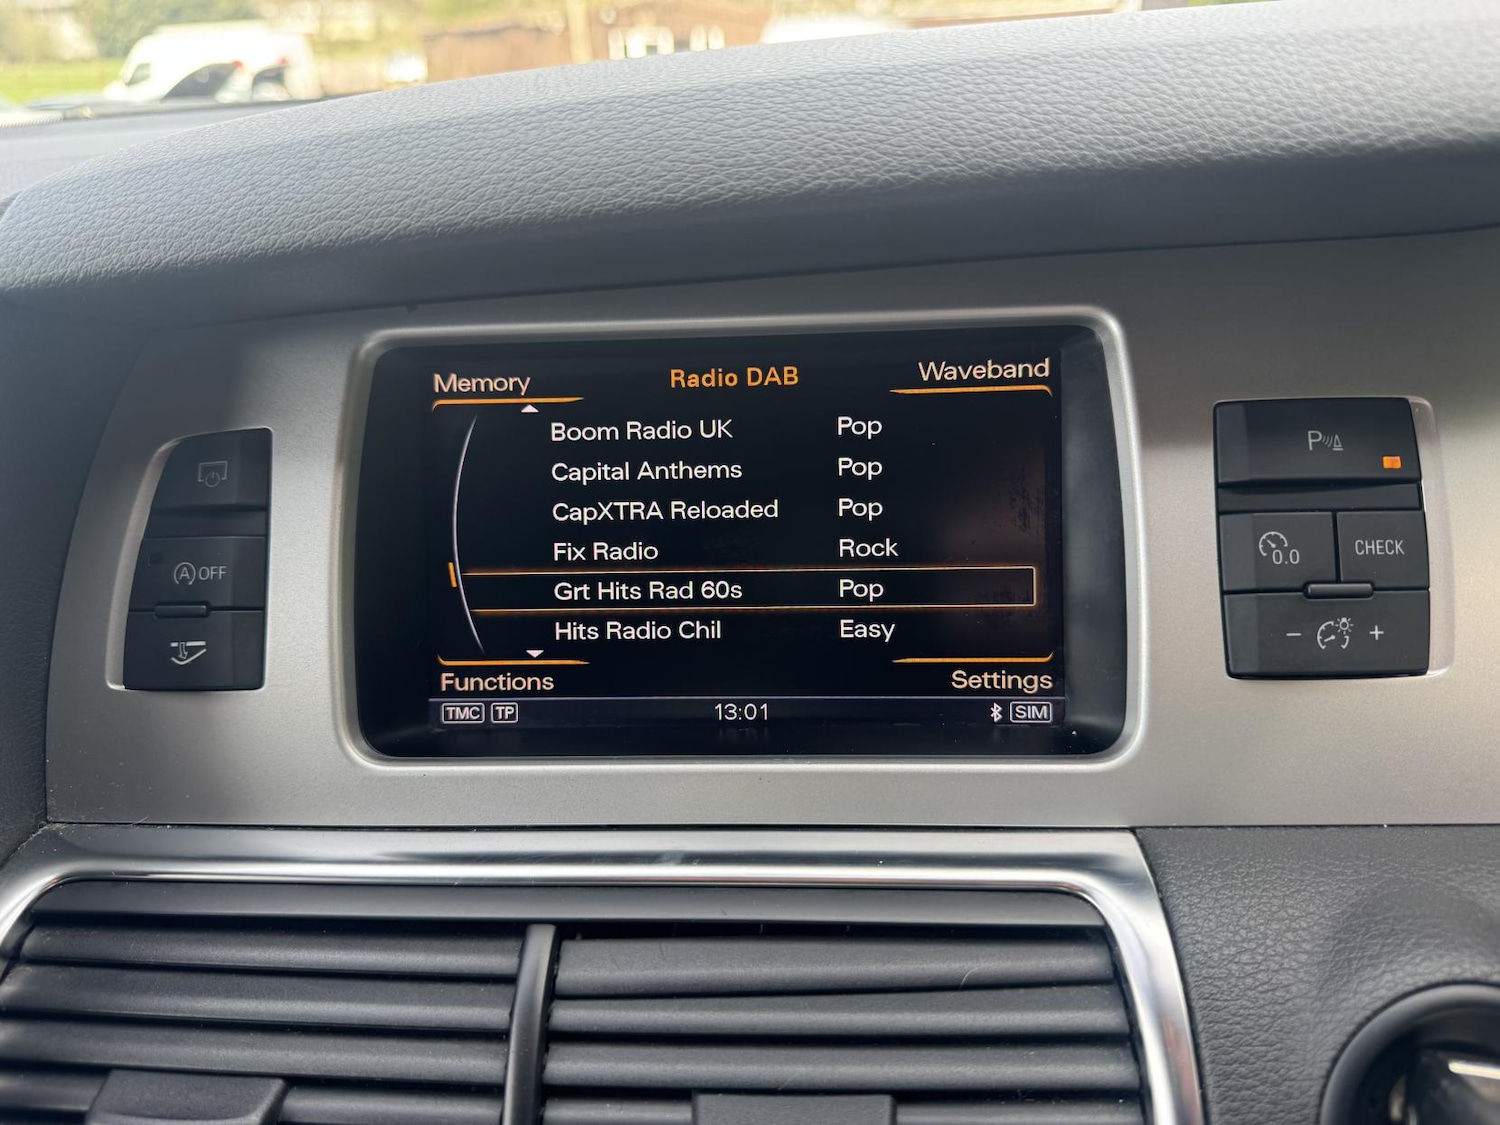 Memory Radio DAB Waveband
Boom Radio UK Pop
Capital Anthems Pop
CapXTRA Reloaded Pop
Fix Radio Rock
Grt Hits Rad 60s Pop
Hits Radio Chil Easy
Functions Settings
TMC TP 13:01 SIM
A OFF
P
0.0 CHECK
- +